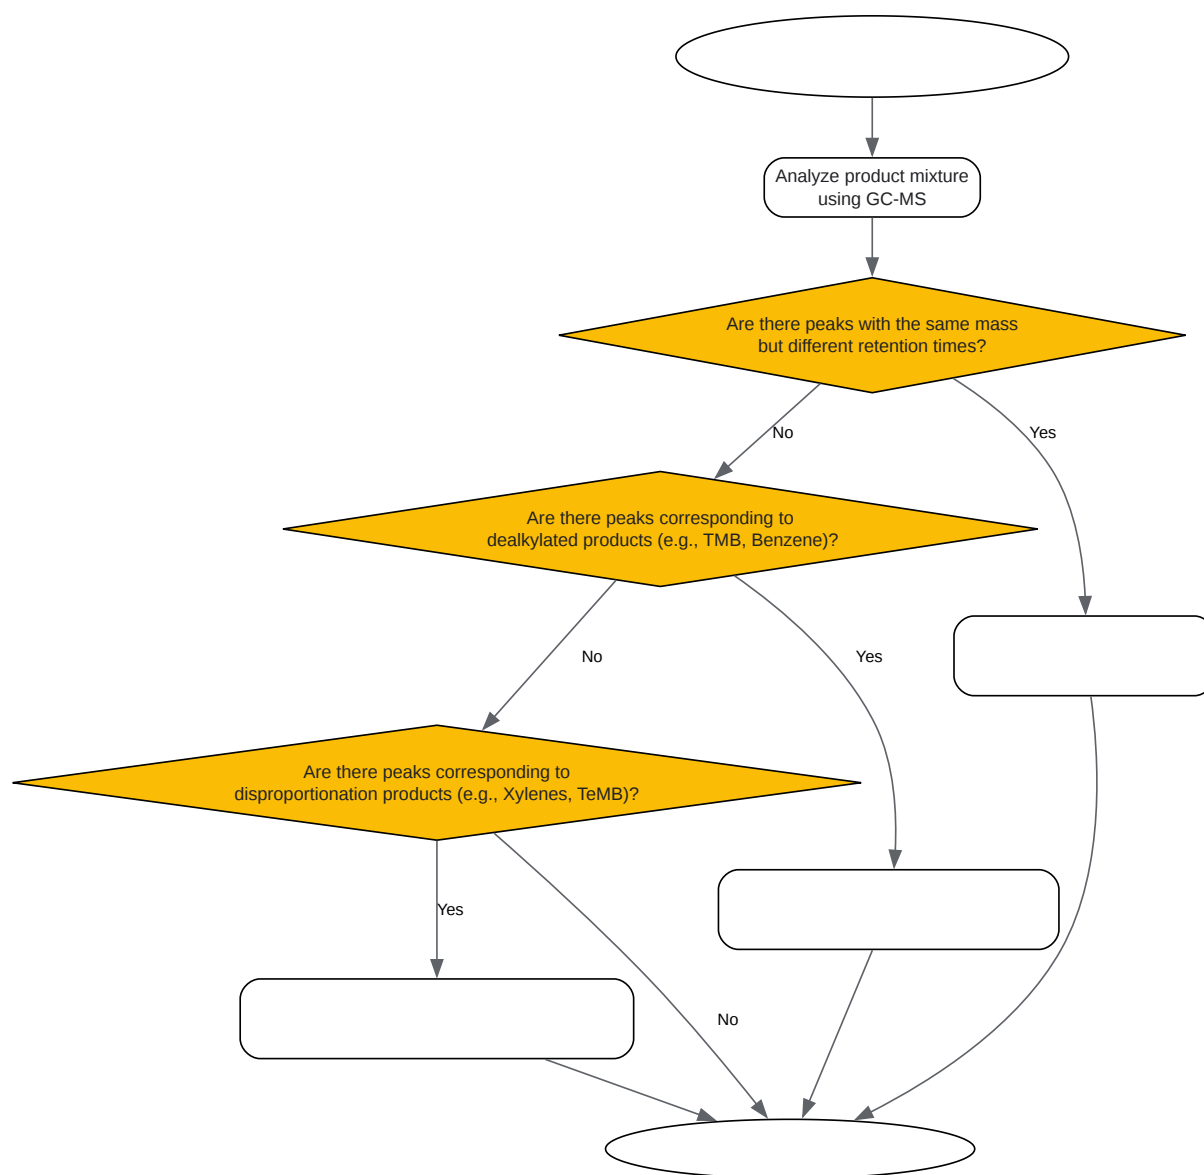 Analyze product mixture
using GC-MS
Are there peaks with the same mass
but different retention times?
No
Yes
Are there peaks corresponding to
dealkylated products (e.g., TMB, Benzene)?
No
Yes
Are there peaks corresponding to
disproportionation products (e.g., Xylenes, TeMB)?
Yes
No